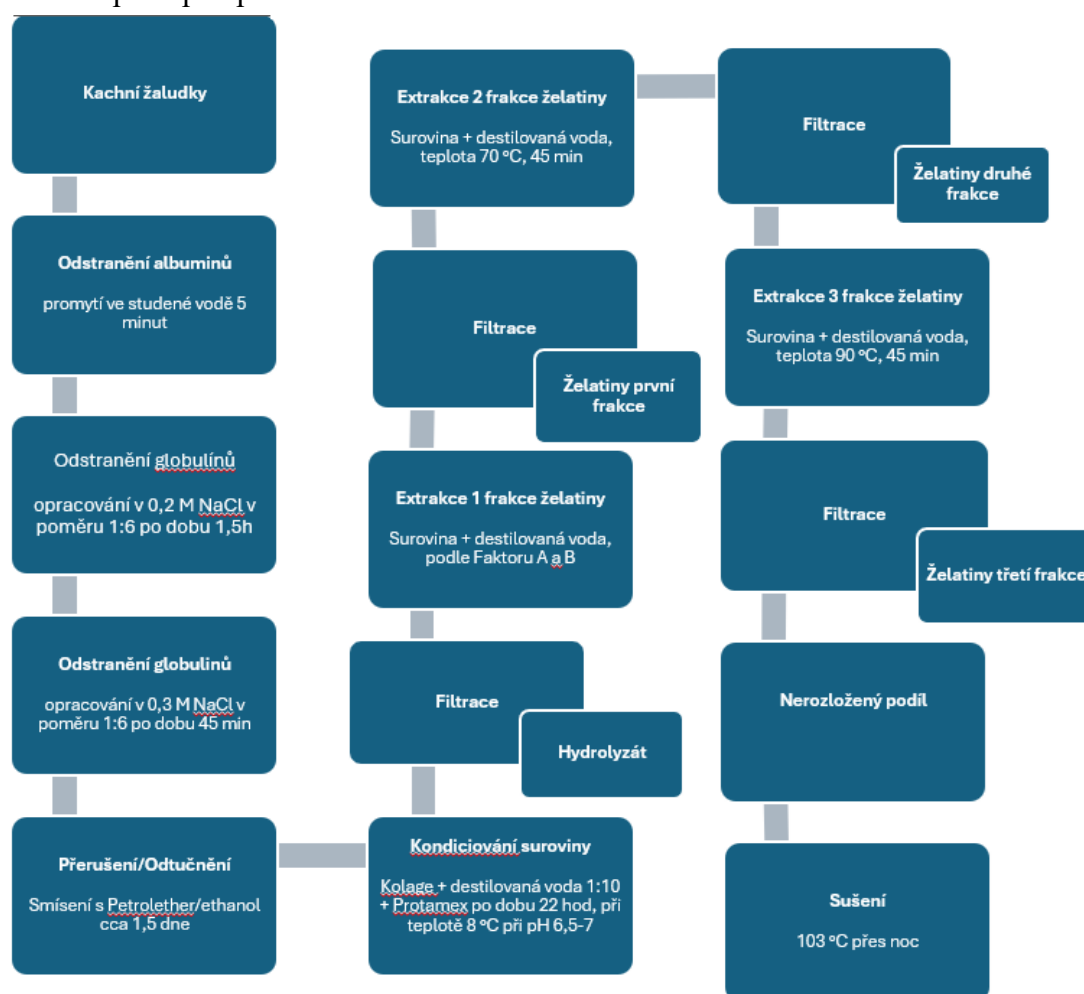 Kachní žaludky
Odstranění albuminů
promytí ve studené vodě 5
minut
Odstranění globulínů
opracování v 0,2 M NaCl v
poměru 1:6 po dobu 1,5h
Odstranění globulinů
opracování v 0,3 M NaCl v
poměru 1:6 po dobu 45 min
Přerušení/Odtučnění
Smísení s Petrolether/ethanol
cca 1,5 dne
Kondiciování suroviny
Kolage + destilovaná voda 1:10
+ Protamex po dobu 22 hod, při
teplotě 8 °C při pH 6,5-7
Filtrace
Hydrolyzát
Extrakce 1 frakce želatiny
Surovina + destilovaná voda,
podle Faktoru A a B
Filtrace
Želatiny první
frakce
Extrakce 2 frakce želatiny
Surovina + destilovaná voda,
teplota 70 °C, 45 min
Filtrace
Želatiny druhé
frakce
Extrakce 3 frakce želatiny
Surovina + destilovaná voda,
teplota 90 °C, 45 min
Filtrace
Želatiny třetí frakce
Nerozložený podíl
Sušení
103 °C přes noc